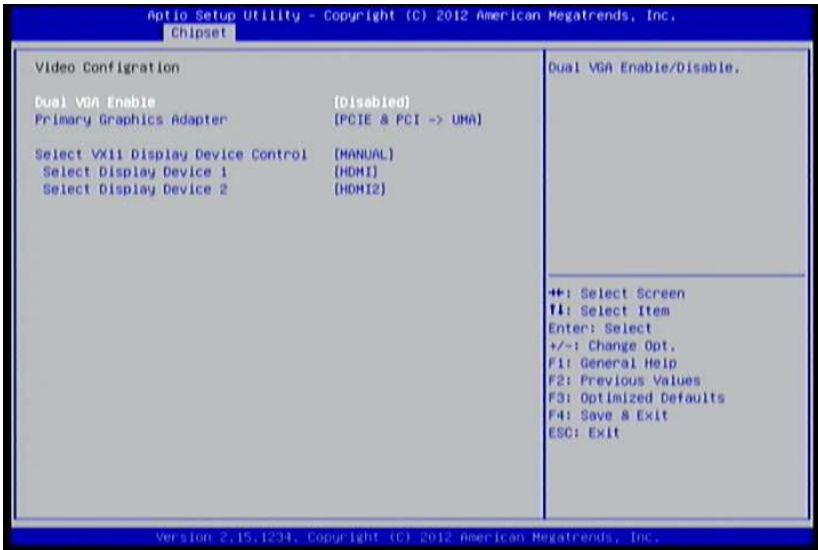 Aptio Setup Utility - Copyright (C) 2012 American Megatrends, Inc.
Chipset
Video Configration
Dual VGA Enable [Disabled]
Primary Graphics Adapter [PCIE & PCI -> UMA]
Select VX11 Display Device Control [MANUAL]
Select Display Device 1 [HDMI]
Select Display Device 2 [HDMI2]
Dual VGA Enable/Disable.
→←: Select Screen
↑↓: Select Item
Enter: Select
+/-: Change Opt.
F1: General Help
F2: Previous Values
F3: Optimized Defaults
F4: Save & Exit
ESC: Exit
Version 2.15.1234. Copyright (C) 2012 American Megatrends, Inc.